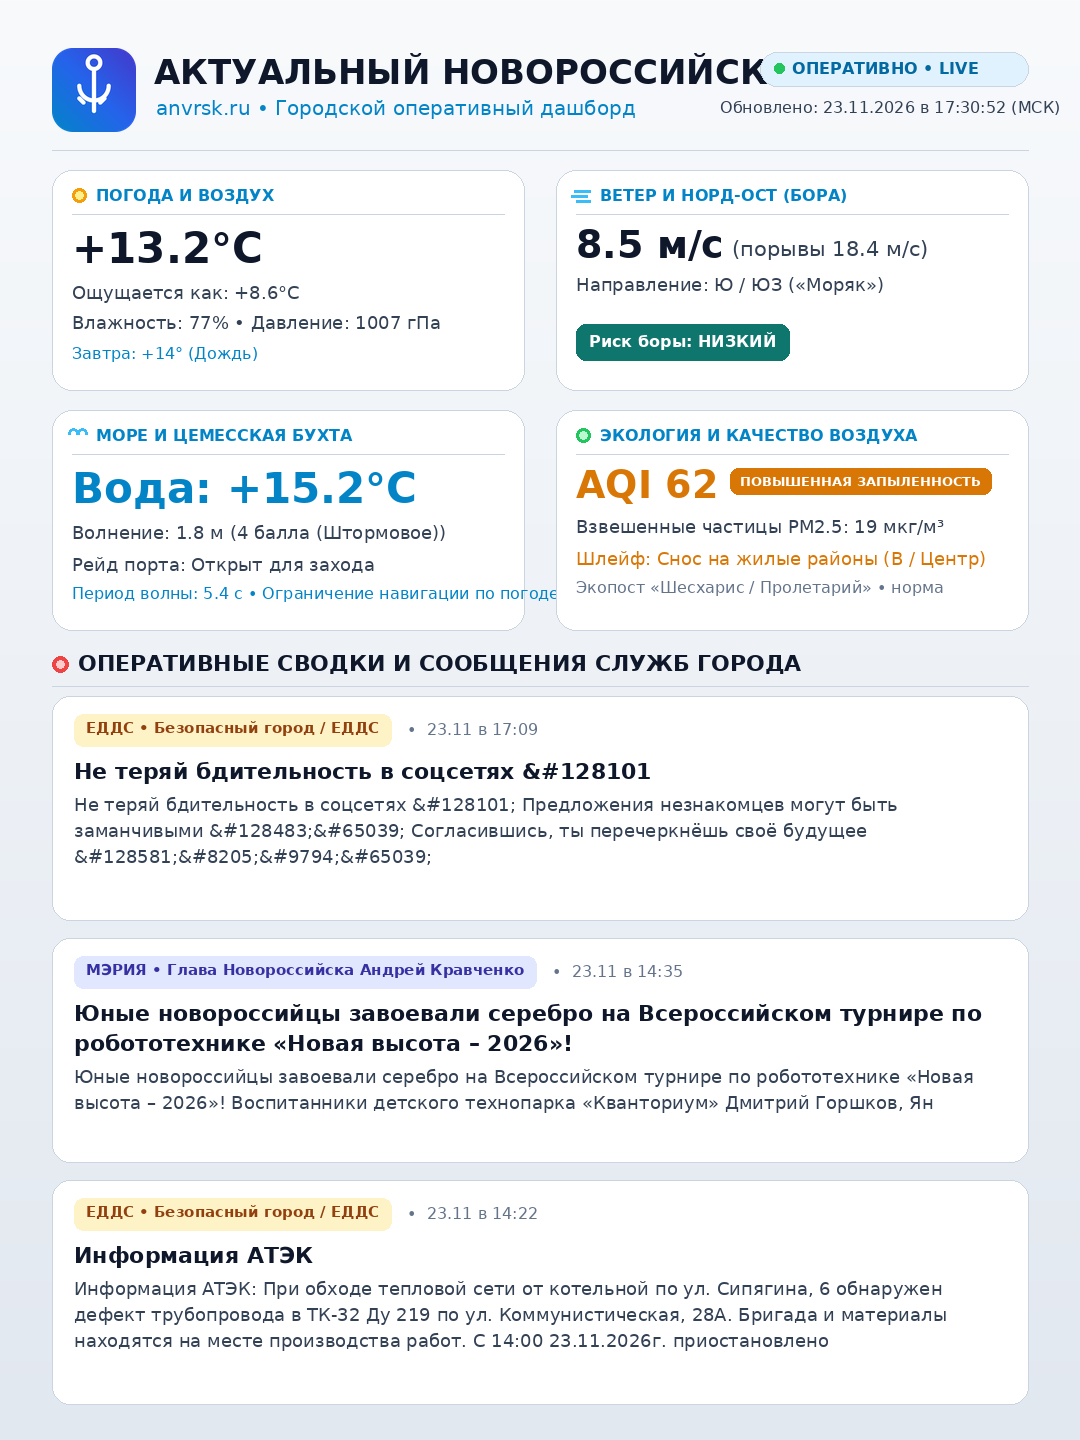 АКТУАЛЬНЫЙ НОВОРОССИЙСК
ОПЕРАТИВНО • LIVE
anvrsk.ru • Городской оперативный дашборд
Обновлено: 23.11.2026 в 17:30:52 (МСК)
ПОГОДА И ВОЗДУХ
+13.2°C
Ощущается как: +8.6°C
Влажность: 77% • Давление: 1007 гПа
Завтра: +14° (Дождь)
ВЕТЕР И НОРД-ОСТ (БОРА)
8.5 м/с (порывы 18.4 м/с)
Направление: Ю / ЮЗ («Моряк»)
Риск боры: НИЗКИЙ
МОРЕ И ЦЕМЕССКАЯ БУХТА
Вода: +15.2°C
Волнение: 1.8 м (4 балла (Штормовое))
Рейд порта: Открыт для захода
Период волны: 5.4 с • Ограничение навигации по погоде
ЭКОЛОГИЯ И КАЧЕСТВО ВОЗДУХА
AQI 62 ПОВЫШЕННАЯ ЗАПЫЛЕННОСТЬ
Взвешенные частицы PM2.5: 19 мкг/м³
Шлейф: Снос на жилые районы (В / Центр)
Экопост «Шесхарис / Пролетарий» • норма
ОПЕРАТИВНЫЕ СВОДКИ И СООБЩЕНИЯ СЛУЖБ ГОРОДА
ЕДДС • Безопасный город / ЕДДС • 23.11 в 17:09
Не теряй бдительность в соцсетях &#128101
Не теряй бдительность в соцсетях &#128101; Предложения незнакомцев могут быть
заманчивыми &#128483;&#65039; Согласившись, ты перечеркнёшь своё будущее
&#128581;&#8205;&#9794;&#65039;
МЭРИЯ • Глава Новороссийска Андрей Кравченко • 23.11 в 14:35
Юные новороссийцы завоевали серебро на Всероссийском турнире по
робототехнике «Новая высота – 2026»!
Юные новороссийцы завоевали серебро на Всероссийском турнире по робототехнике «Новая
высота – 2026»! Воспитанники детского технопарка «Кванториум» Дмитрий Горшков, Ян
ЕДДС • Безопасный город / ЕДДС • 23.11 в 14:22
Информация АТЭК
Информация АТЭК: При обходе тепловой сети от котельной по ул. Сипягина, 6 обнаружен
дефект трубопровода в ТК-32 Ду 219 по ул. Коммунистическая, 28А. Бригада и материалы
находятся на месте производства работ. С 14:00 23.11.2026г. приостановлено